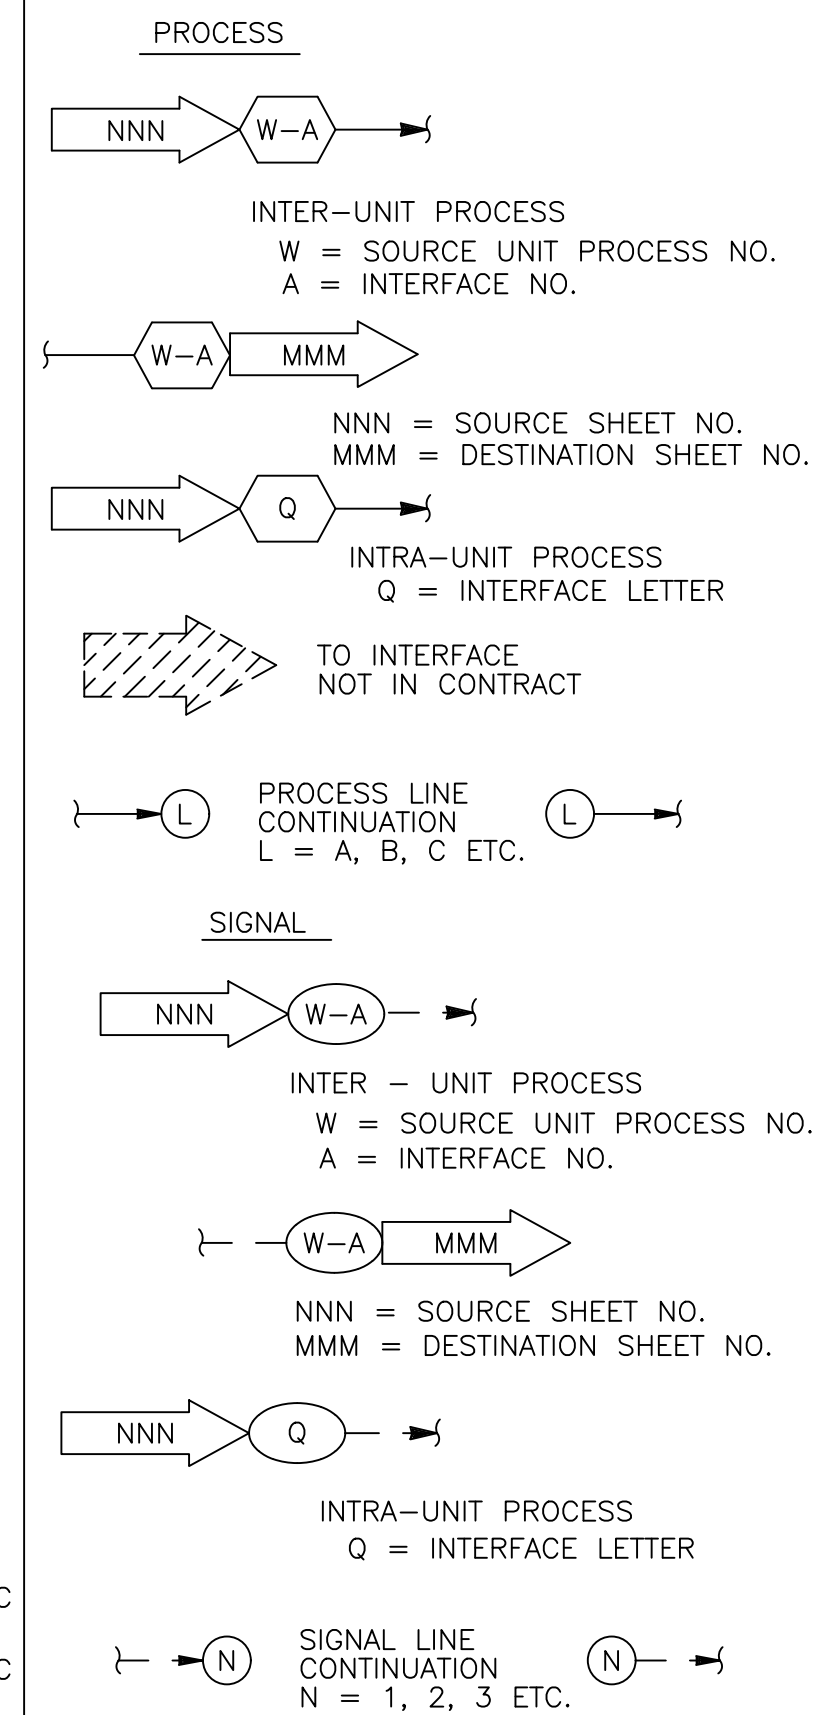 PROCESS
NNN
W-A
INTER-UNIT PROCESS
W = SOURCE UNIT PROCESS NO.
A = INTERFACE NO.
W-A
MMM
NNN = SOURCE SHEET NO.
MMM = DESTINATION SHEET NO.
NNN
Q
INTRA-UNIT PROCESS
Q = INTERFACE LETTER
TO INTERFACE
NOT IN CONTRACT
L
PROCESS LINE
CONTINUATION
L = A, B, C ETC.
L
SIGNAL
NNN
W-A
INTER - UNIT PROCESS
W = SOURCE UNIT PROCESS NO.
A = INTERFACE NO.
W-A
MMM
NNN = SOURCE SHEET NO.
MMM = DESTINATION SHEET NO.
NNN
Q
INTRA-UNIT PROCESS
Q = INTERFACE LETTER
C
C
N
SIGNAL LINE
CONTINUATION
N = 1, 2, 3 ETC.
N